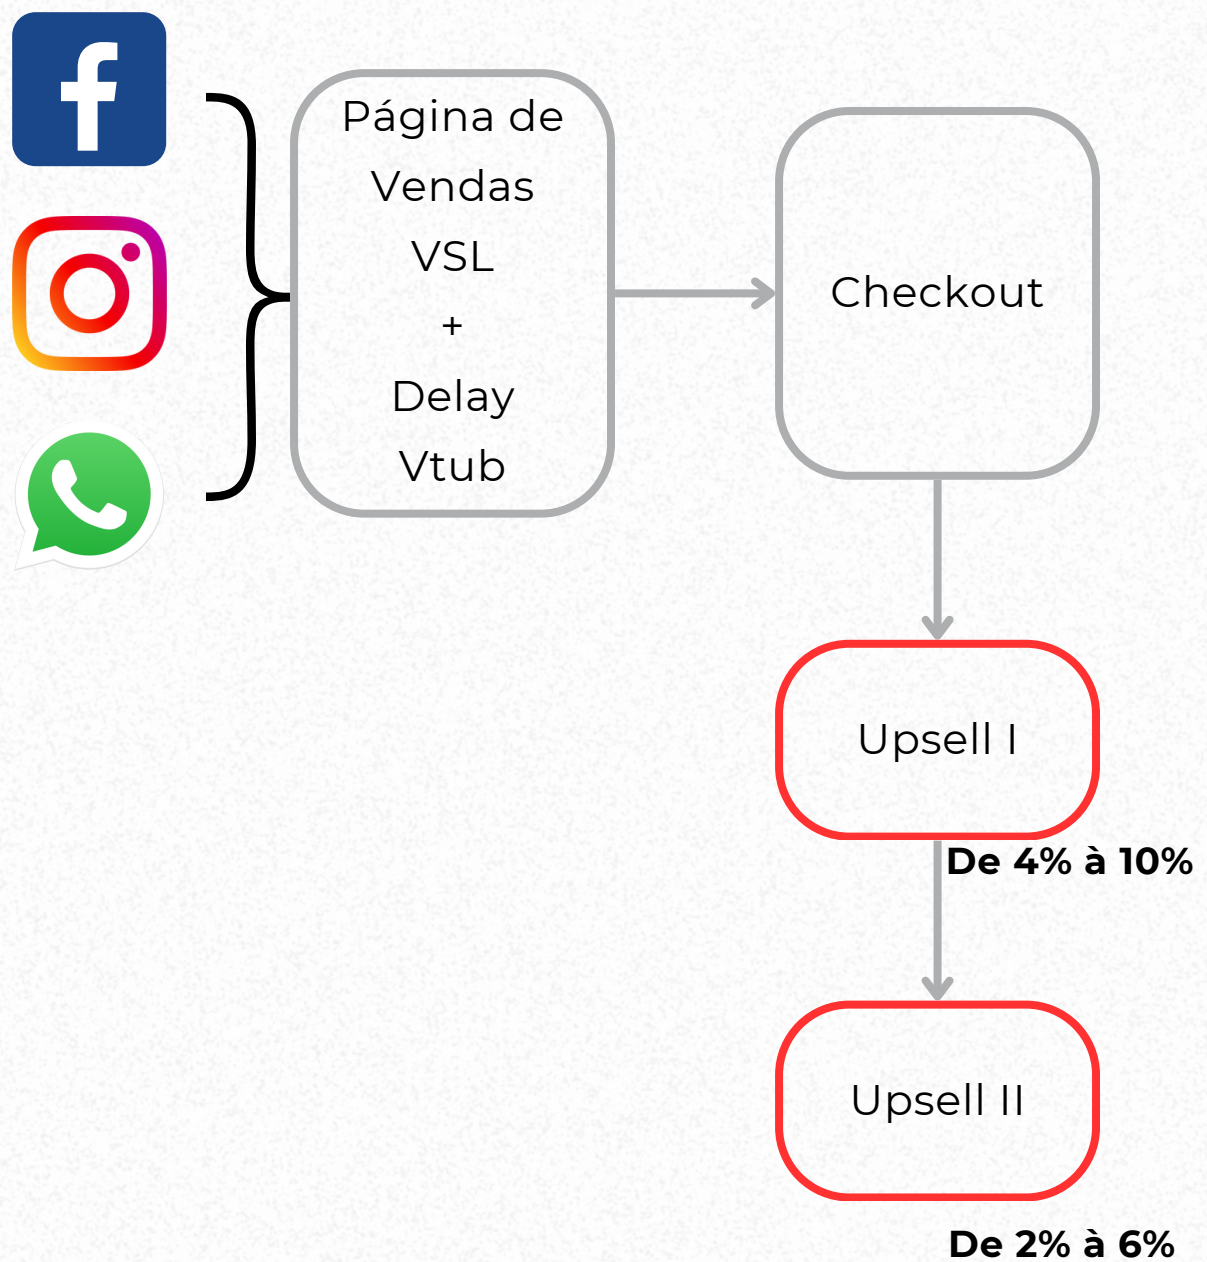 Página de
Vendas
VSL
+
Delay
Vtub
Checkout
Upsell I
De 4% à 10%
Upsell II
De 2% à 6%